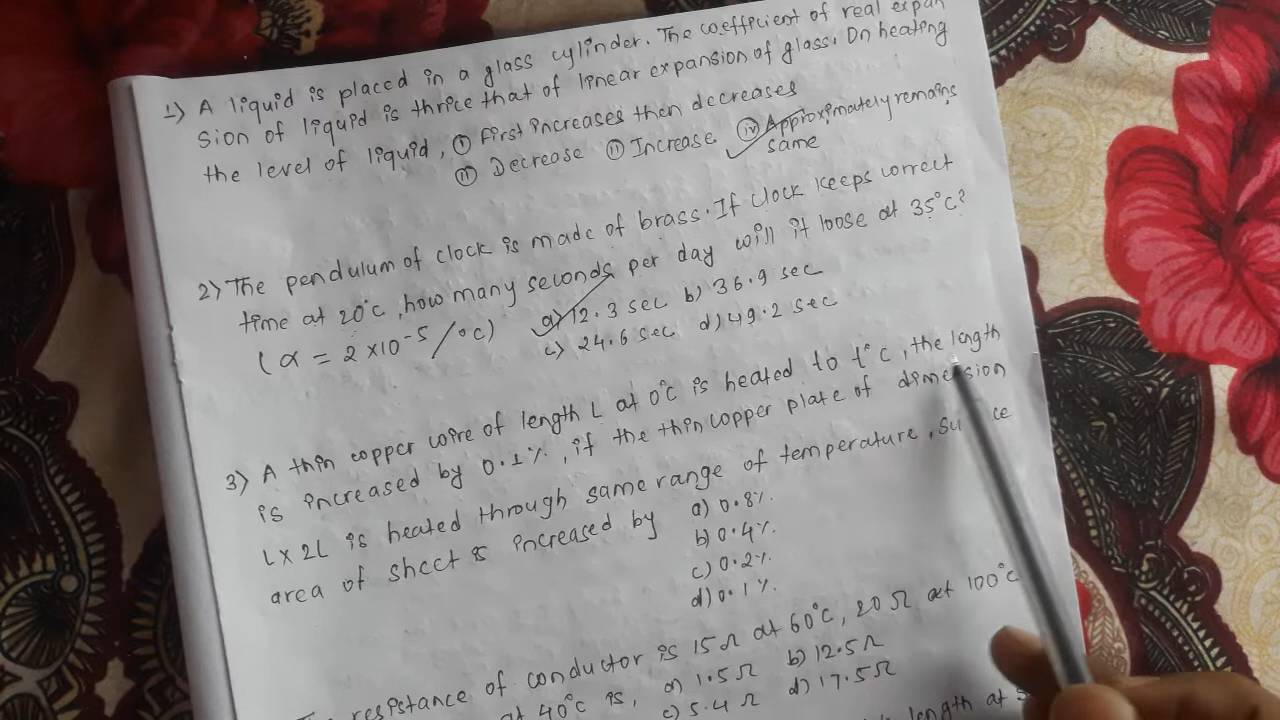 1) A liquid is placed in a glass cylinder. The coefficient of real expan
sion of liquid is thrice that of linear expansion of glass. On heating
the level of liquid, (i) First increases then decreases
(ii) Decrease (ii) Increase (iv) Approximately remains
same
2) The pendulum of clock is made of brass. If clock keeps correct
time at 20°c, how many seconds per day will it loose at 35°c?
(α = 2 x10⁻⁵/°c) a) 12.3 sec b) 36.9 sec
c) 24.6 sec d) 49.2 sec
3) A thin copper wire of length L at 0°c is heated to t°c, the length
is increased by 0.1%, if the thin copper plate of dimension
L x 2L is heated through same range of temperature,
area of sheet is increased by a) 0.8%.
b) 0.4%.
c) 0.2%.
d) 0.1%.
resistance of conductor is 15Ω at 60°c, 20Ω at 100°c
at 40°c is, a) 1.5Ω b) 12.5Ω
c) 5.4Ω d) 17.5Ω
length at